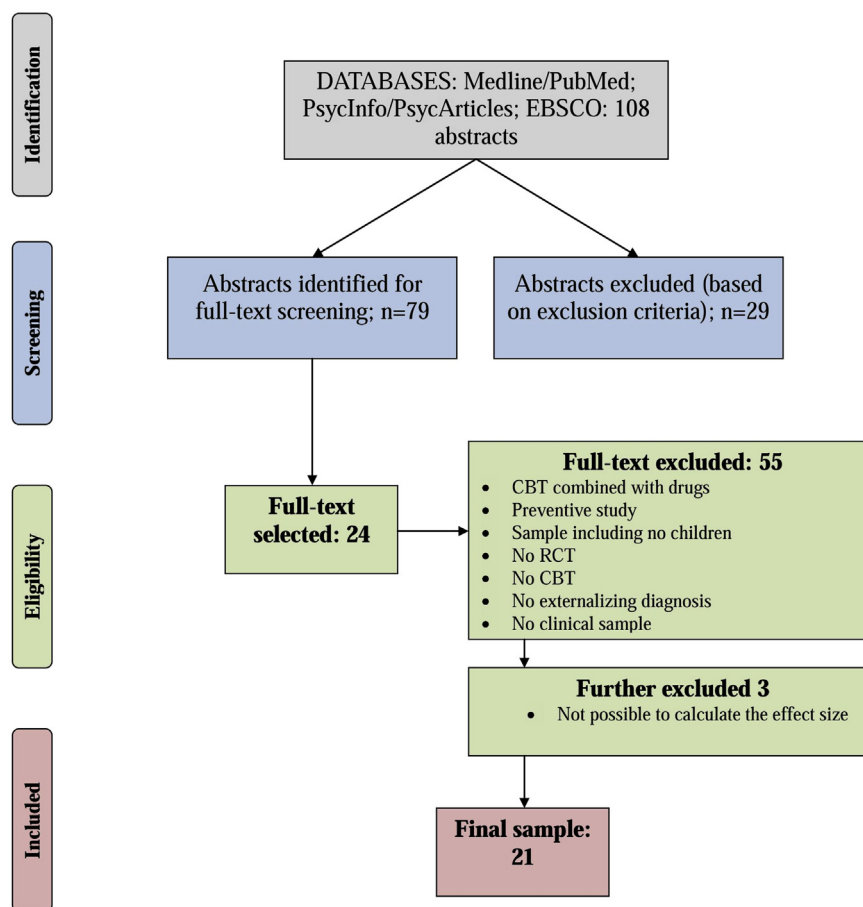 Identification
DATABASES: Medline/PubMed;
PsycInfo/PsycArticles; EBSCO: 108
abstracts
Screening
Abstracts identified for
full-text screening; n=79
Abstracts excluded (based
on exclusion criteria); n=29
Eligibility
Full-text
selected: 24
Full-text excluded: 55
• CBT combined with drugs
• Preventive study
• Sample including no children
• No RCT
• No CBT
• No externalizing diagnosis
• No clinical sample
Further excluded 3
• Not possible to calculate the effect size
Included
Final sample:
21